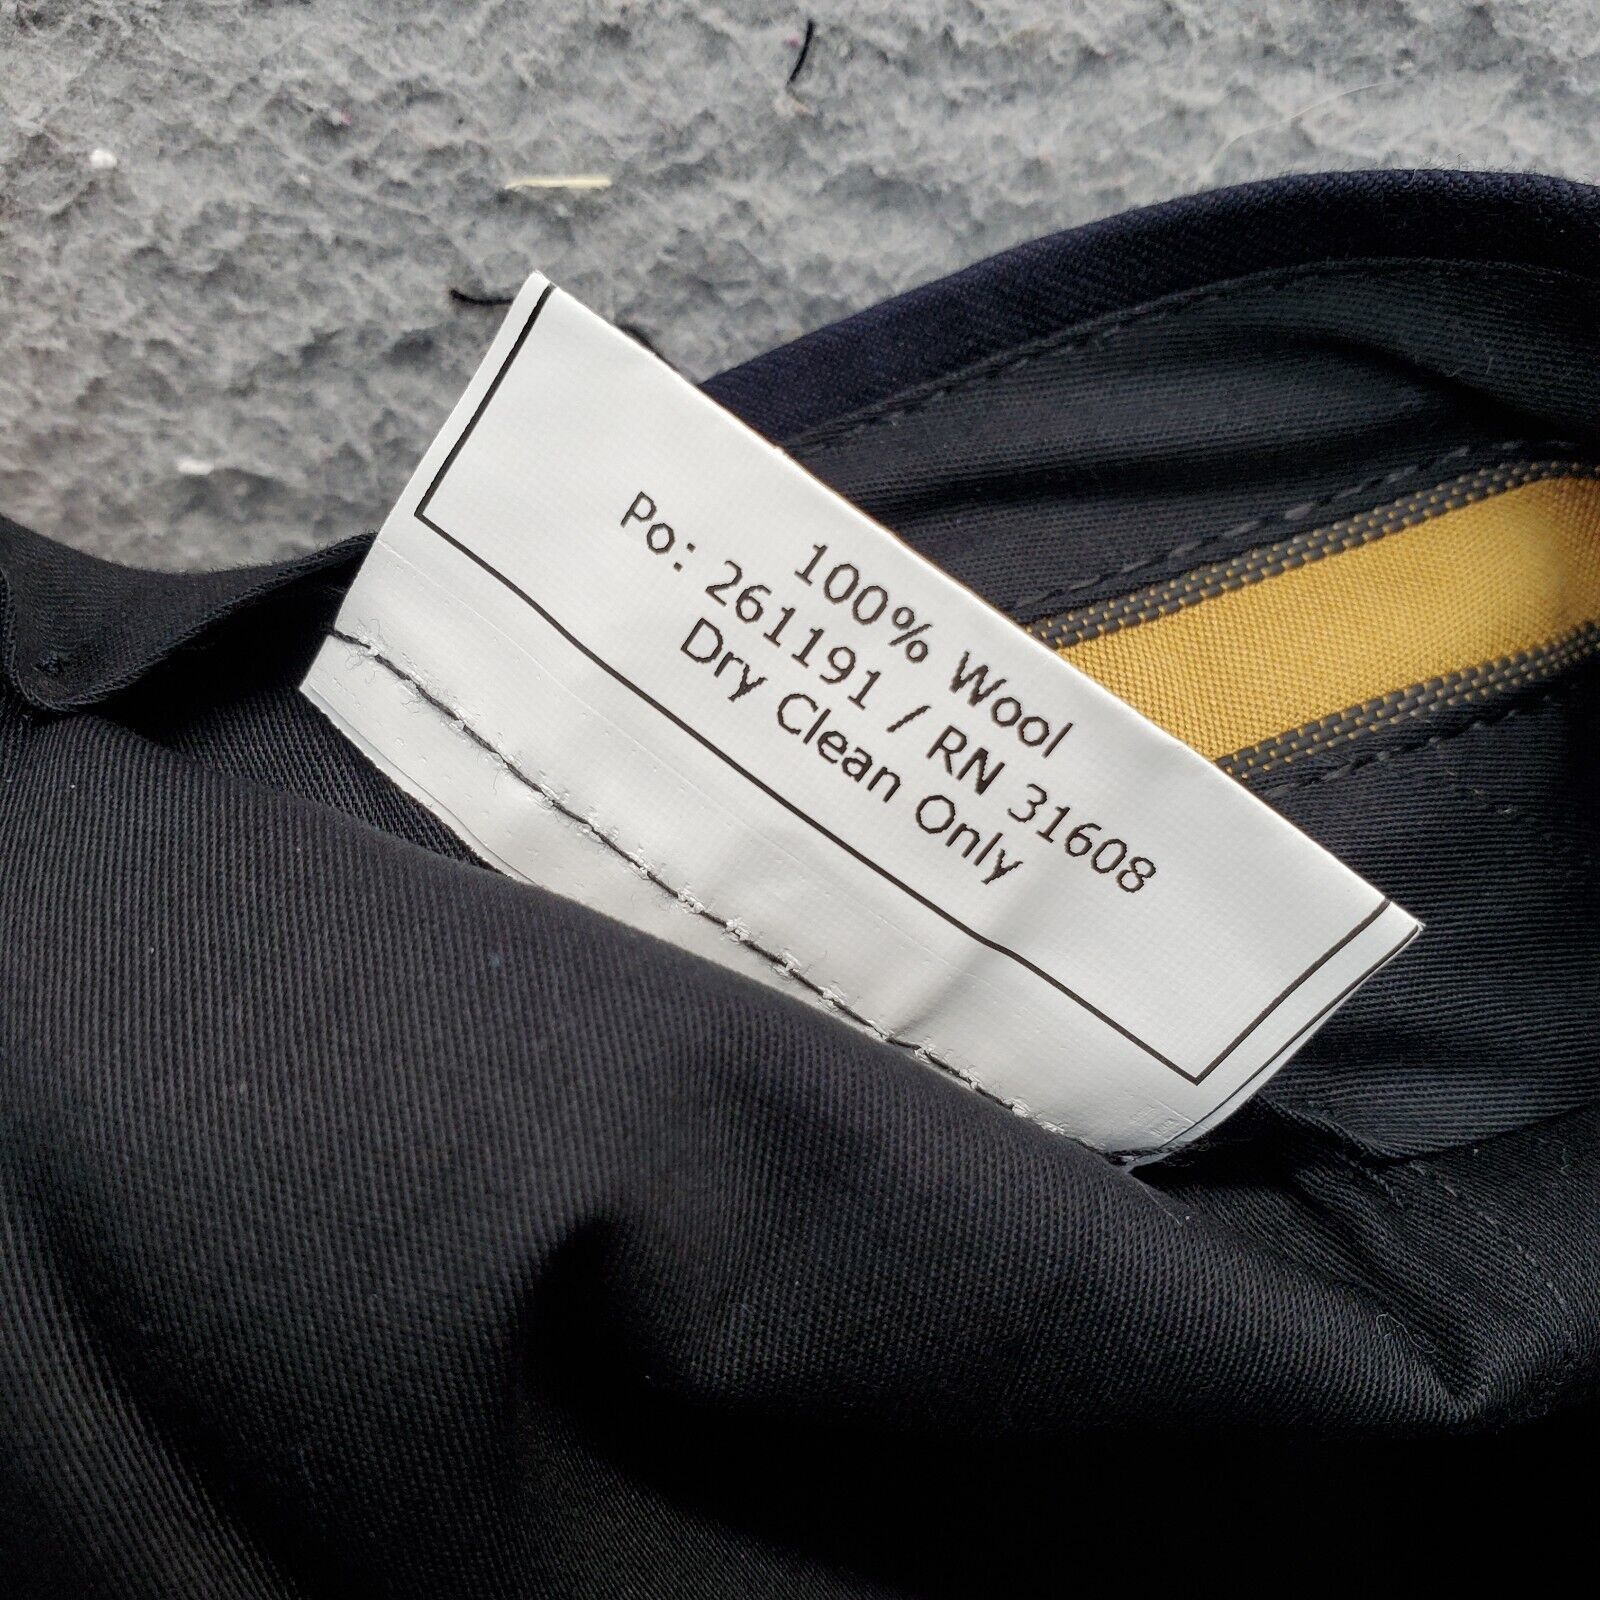 100% Wool
Po: 261191 / RN 31608
Dry Clean Only